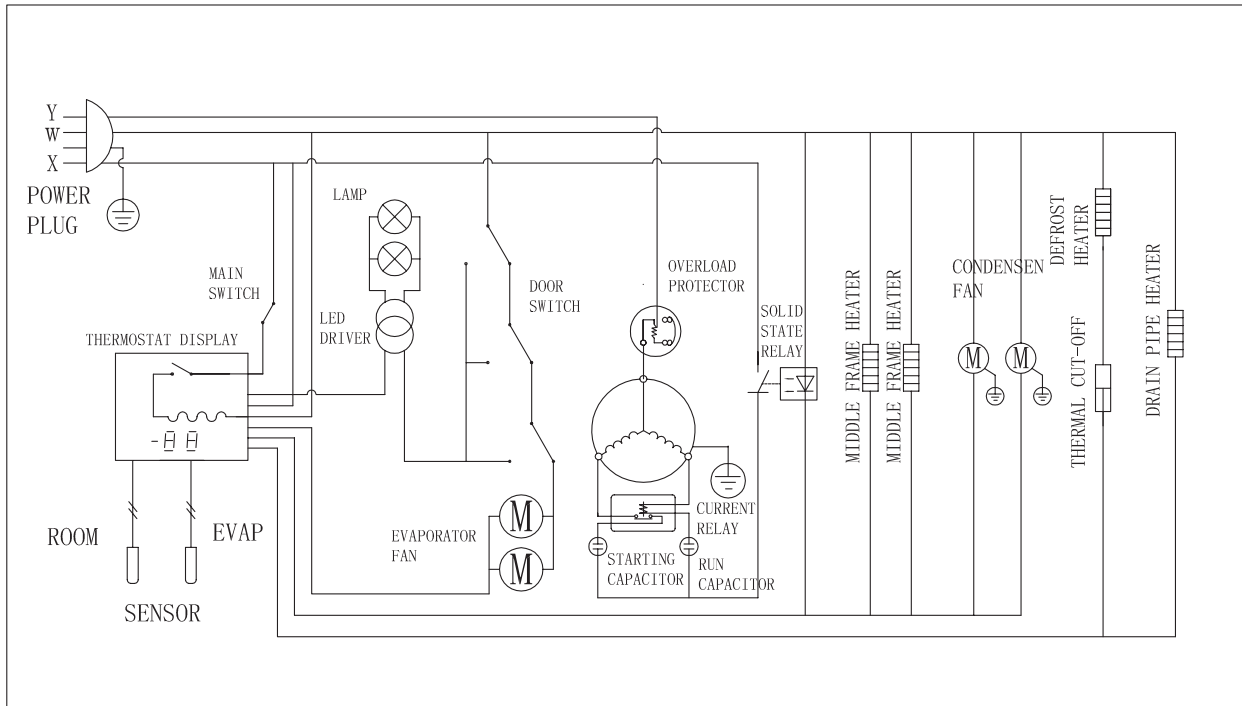 Y
W
X
POWER
PLUG
LAMP
MAIN
SWITCH
THERMOSTAT DISPLAY
LED
DRIVER
DOOR
SWITCH
OVERLOAD
PROTECTOR
SOLID
STATE
RELAY
MIDDLE FRAME HEATER
MIDDLE FRAME HEATER
CONDENSEN
FAN
DEFROST
HEATER
THERMAL CUT-OFF
DRAIN PIPE HEATER
M
M
-88
ROOM
EVAP
SENSOR
EVAPORATOR
FAN
M
M
CURRENT
RELAY
STARTING
CAPACITOR
RUN
CAPACITOR